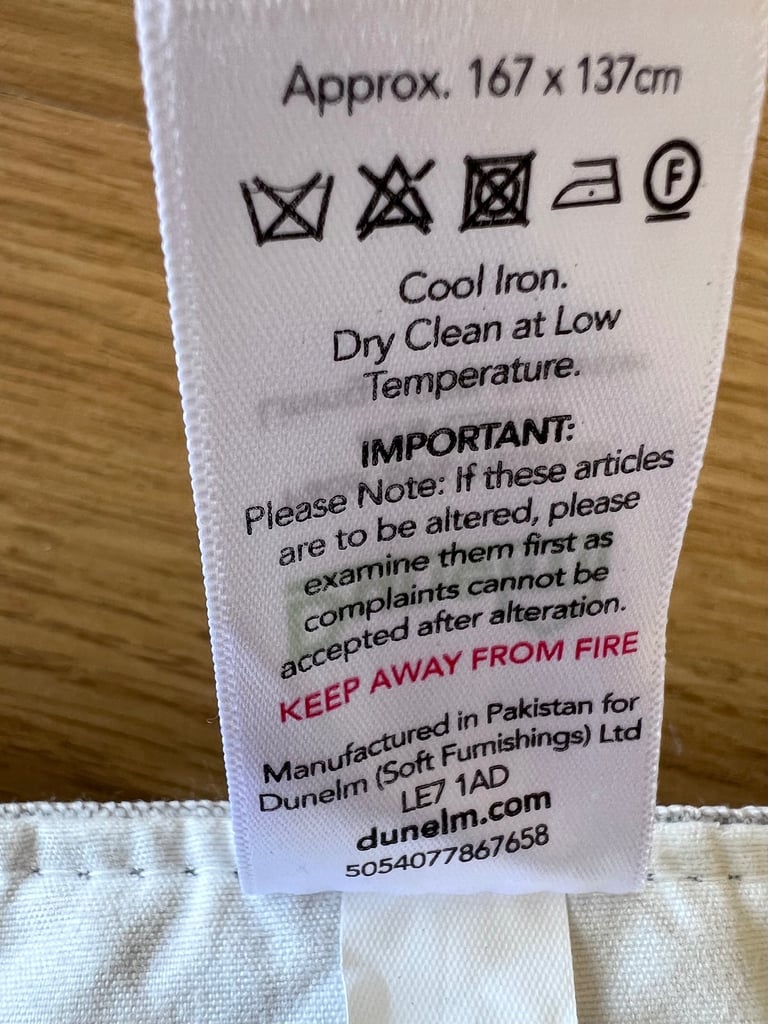 Approx. 167 x 137cm
F
Cool Iron.
Dry Clean at Low
Temperature.
IMPORTANT:
Please Note: If these articles
are to be altered, please
examine them first as
complaints cannot be
accepted after alteration.
KEEP AWAY FROM FIRE
Manufactured in Pakistan for
Dunelm (Soft Furnishings) Ltd
LE7 1AD
dunelm.com
5054077867658